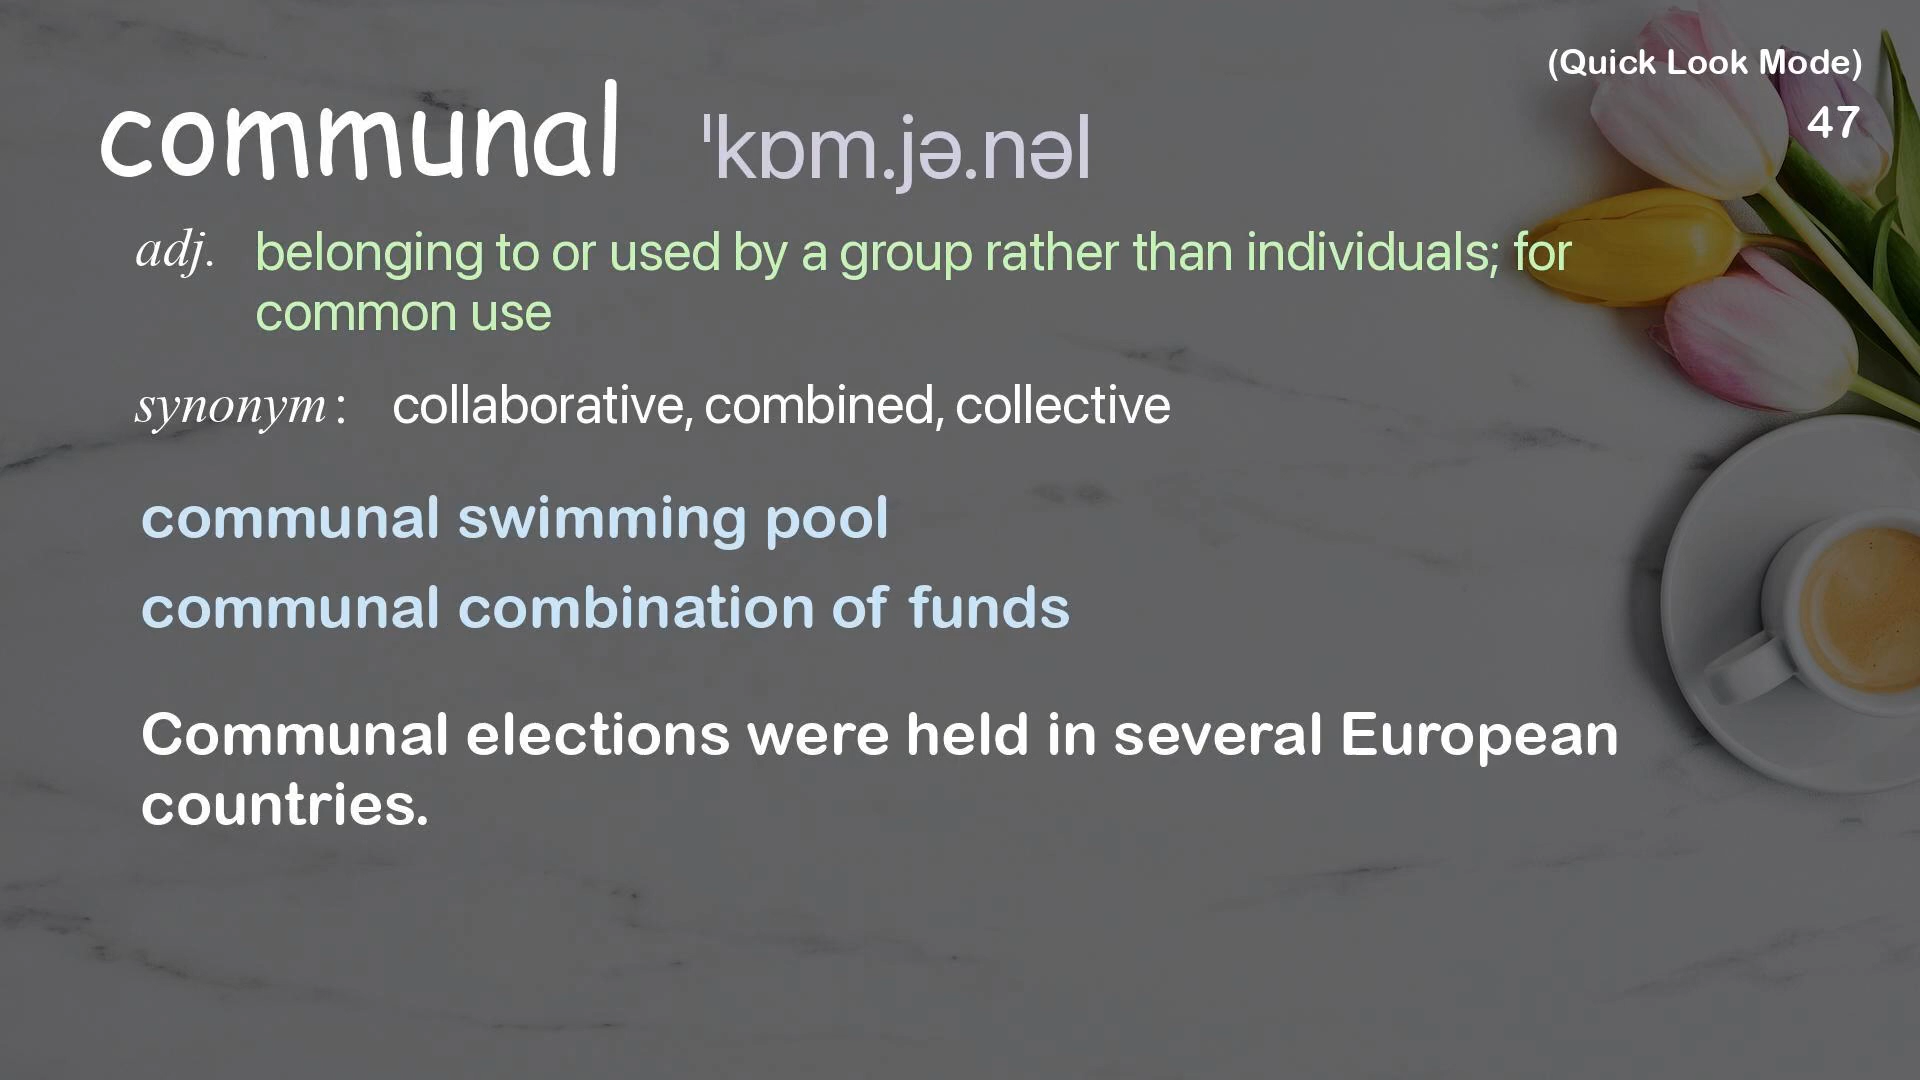 (Quick Look Mode)
communal ˈkɒm.jə.nəl 47
adj. belonging to or used by a group rather than individuals; for
common use
synonym: collaborative, combined, collective
communal swimming pool
communal combination of funds
Communal elections were held in several European
countries.